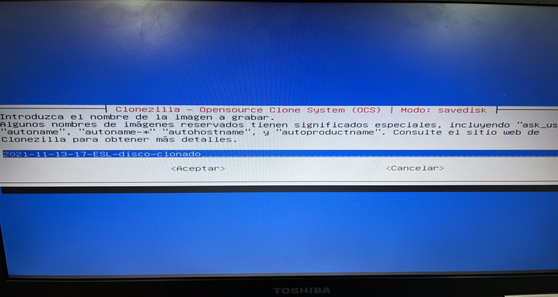 Clonezilla - Opensource Clone System (OCS) | Modo: savedisk
Introduzca el nombre de la imagen a grabar.
Algunos nombres de imágenes reservados tienen significados especiales, incluyendo "ask_us
"autoname", "autoname-*" "autohostname", y "autoproductname". Consulte el sitio web de
Clonezilla para obtener más detalles.
2021-11-13-17-ESL-disco-clonado
<Aceptar> <Cancelar>
TOSHIBA